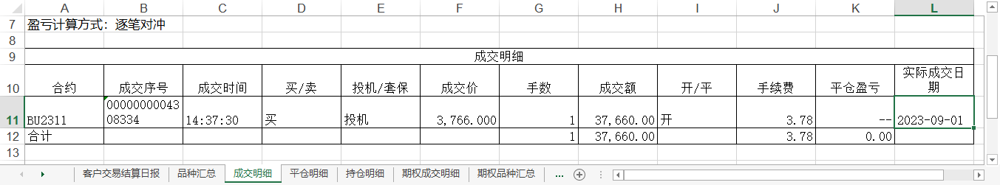 A B C D E F G H I J K L
7 盈亏计算方式：逐笔对冲
8
9 成交明细
10 合约 成交序号 成交时间 买/卖 投机/套保 成交价 手数 成交额 开/平 手续费 平仓盈亏 实际成交日期
11 BU2311 0000000004308334 14:37:30 买 投机 3,766.000 1 37,660.00 开 3.78 -- 2023-09-01
12 合计 1 37,660.00 3.78 0.00
13
客户交易结算日报 品种汇总 成交明细 平仓明细 持仓明细 期权成交明细 期权品种汇总 ...